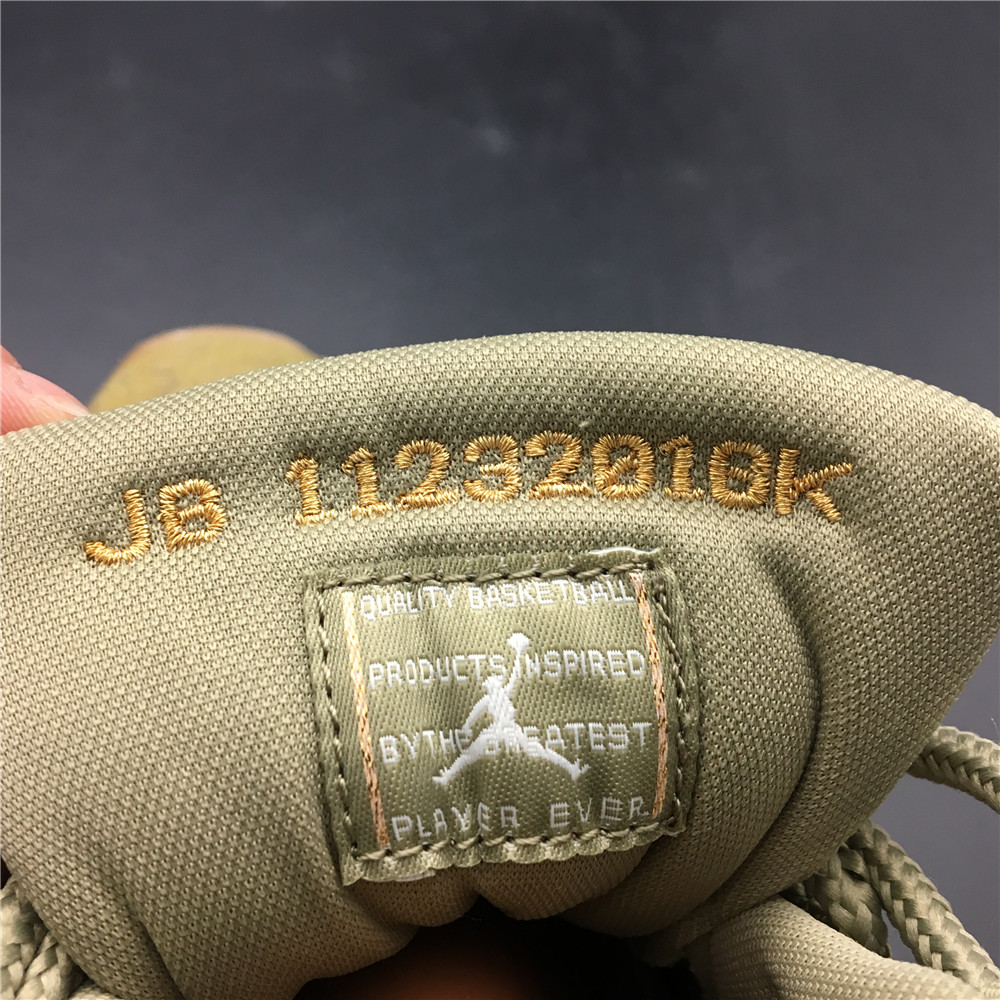 JB 11232018K
QUALITY BASKETBALL
PRODUCTS INSPIRED
BY THE GREATEST
PLAYER EVER.